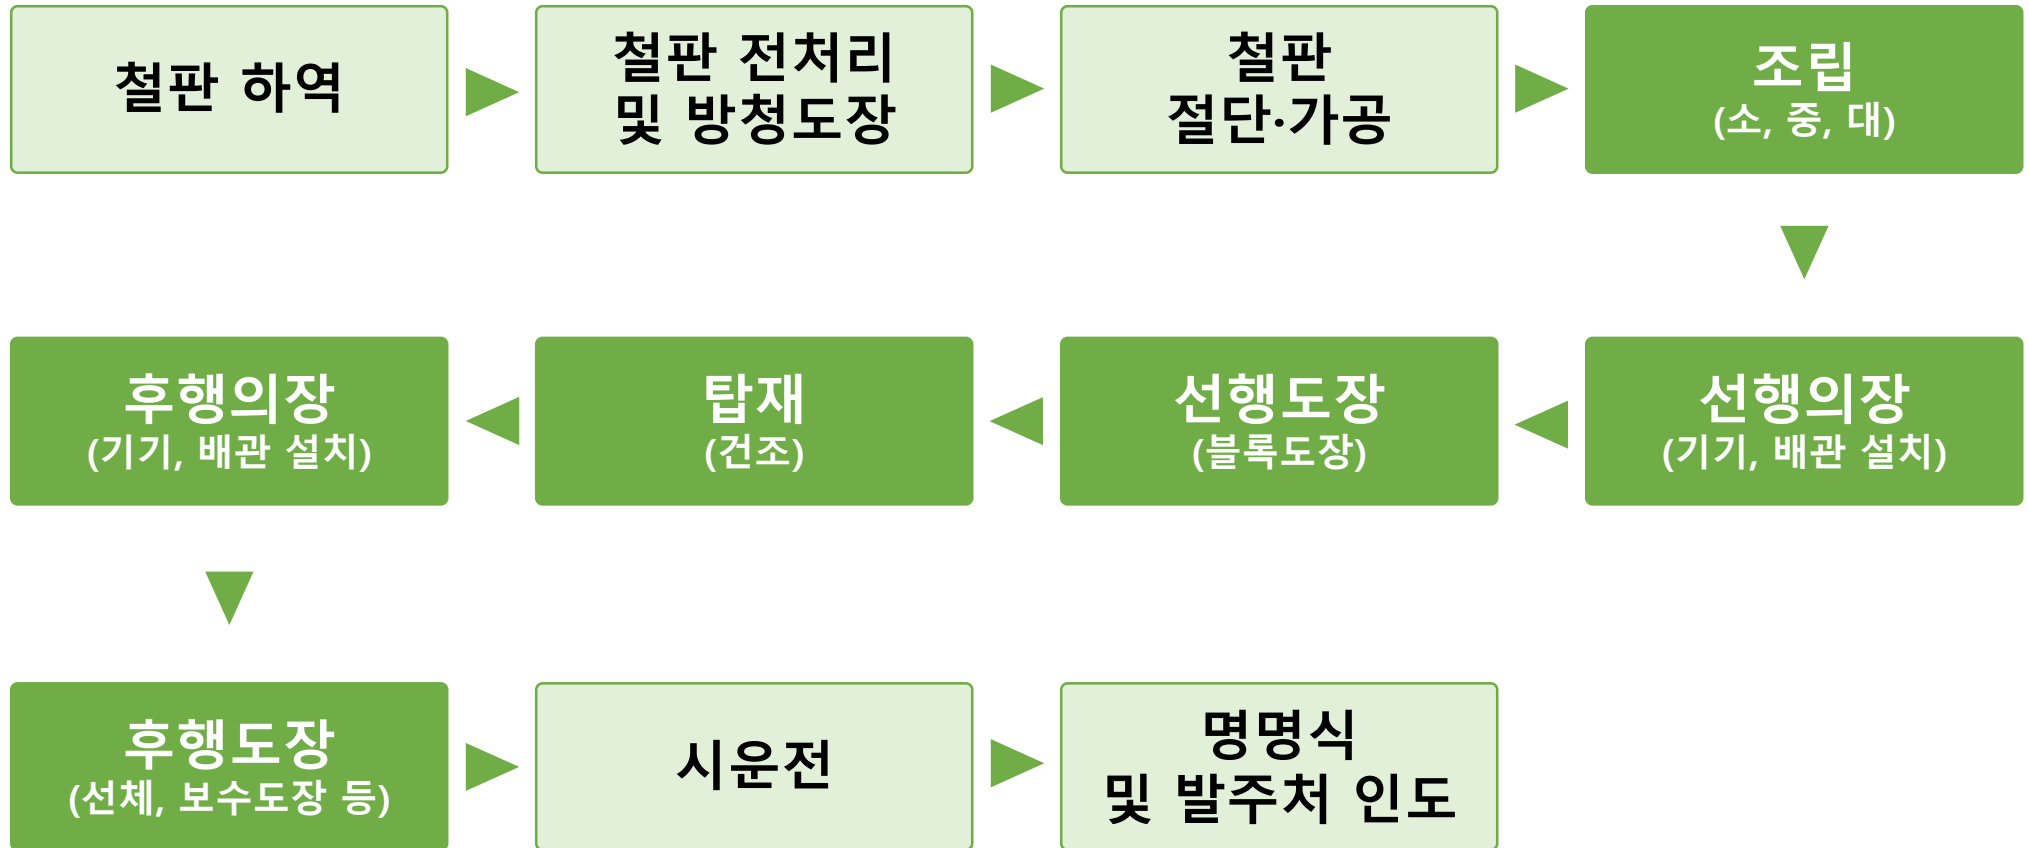 철판 하역
철판 전처리
및 방청도장
철판
절단·가공
조립
(소, 중, 대)
선행의장
(기기, 배관 설치)
선행도장
(블록도장)
탑재
(건조)
후행의장
(기기, 배관 설치)
후행도장
(선체, 보수도장 등)
시운전
명명식
및 발주처 인도